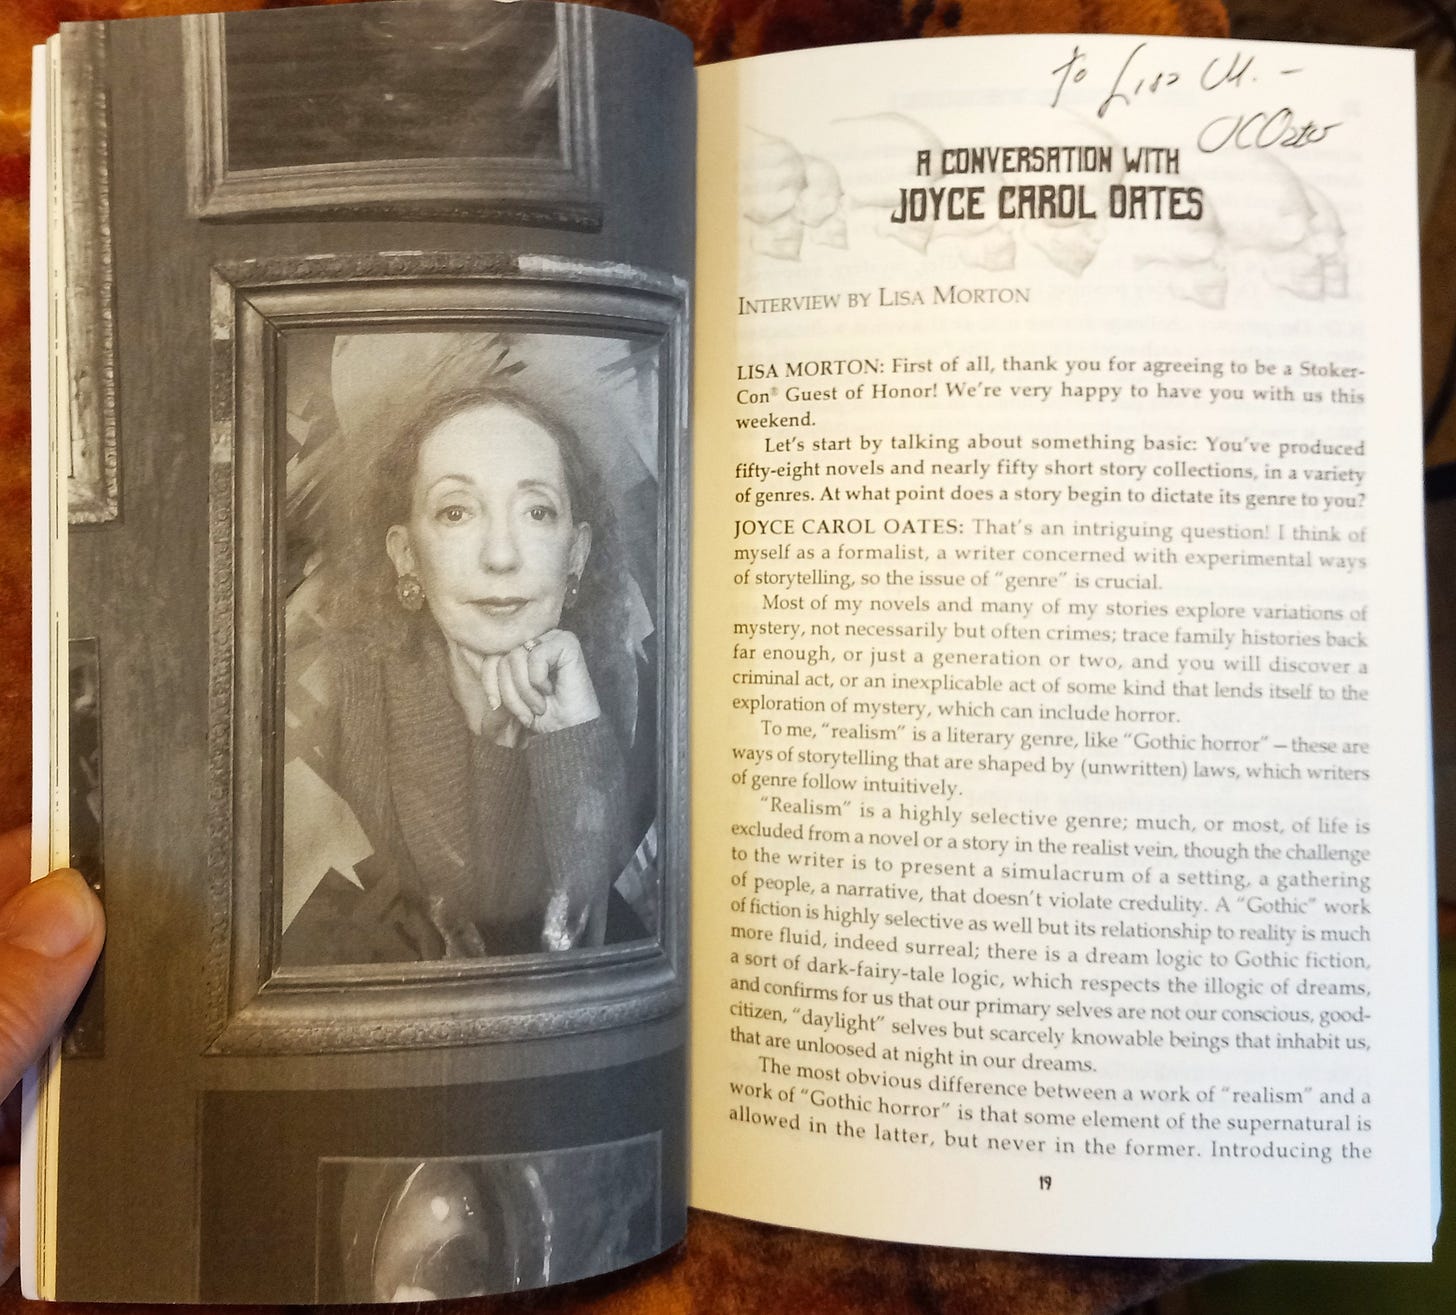 To Lisa M. –
JCOates
A CONVERSATION WITH
JOYCE CAROL OATES
INTERVIEW BY LISA MORTON
LISA MORTON: First of all, thank you for agreeing to be a Stoker-
Con® Guest of Honor! We're very happy to have you with us this
weekend.
Let's start by talking about something basic: You've produced
fifty-eight novels and nearly fifty short story collections, in a variety
of genres. At what point does a story begin to dictate its genre to you?
JOYCE CAROL OATES: That's an intriguing question! I think of
myself as a formalist, a writer concerned with experimental ways
of storytelling, so the issue of "genre" is crucial.
Most of my novels and many of my stories explore variations of
mystery, not necessarily but often crimes; trace family histories back
far enough, or just a generation or two, and you will discover a
criminal act, or an inexplicable act of some kind that lends itself to the
exploration of mystery, which can include horror.
To me, "realism" is a literary genre, like "Gothic horror" — these are
ways of storytelling that are shaped by (unwritten) laws, which writers
of genre follow intuitively.
"Realism" is a highly selective genre; much, or most, of life is
excluded from a novel or a story in the realist vein, though the challenge
to the writer is to present a simulacrum of a setting, a gathering
of people, a narrative, that doesn't violate credulity. A "Gothic" work
of fiction is highly selective as well but its relationship to reality is much
more fluid, indeed surreal; there is a dream logic to Gothic fiction,
a sort of dark-fairy-tale logic, which respects the illogic of dreams,
and confirms for us that our primary selves are not our conscious, good-
citizen, "daylight" selves but scarcely knowable beings that inhabit us,
that are unloosed at night in our dreams.
The most obvious difference between a work of "realism" and a
work of "Gothic horror" is that some element of the supernatural is
allowed in the latter, but never in the former. Introducing the
19